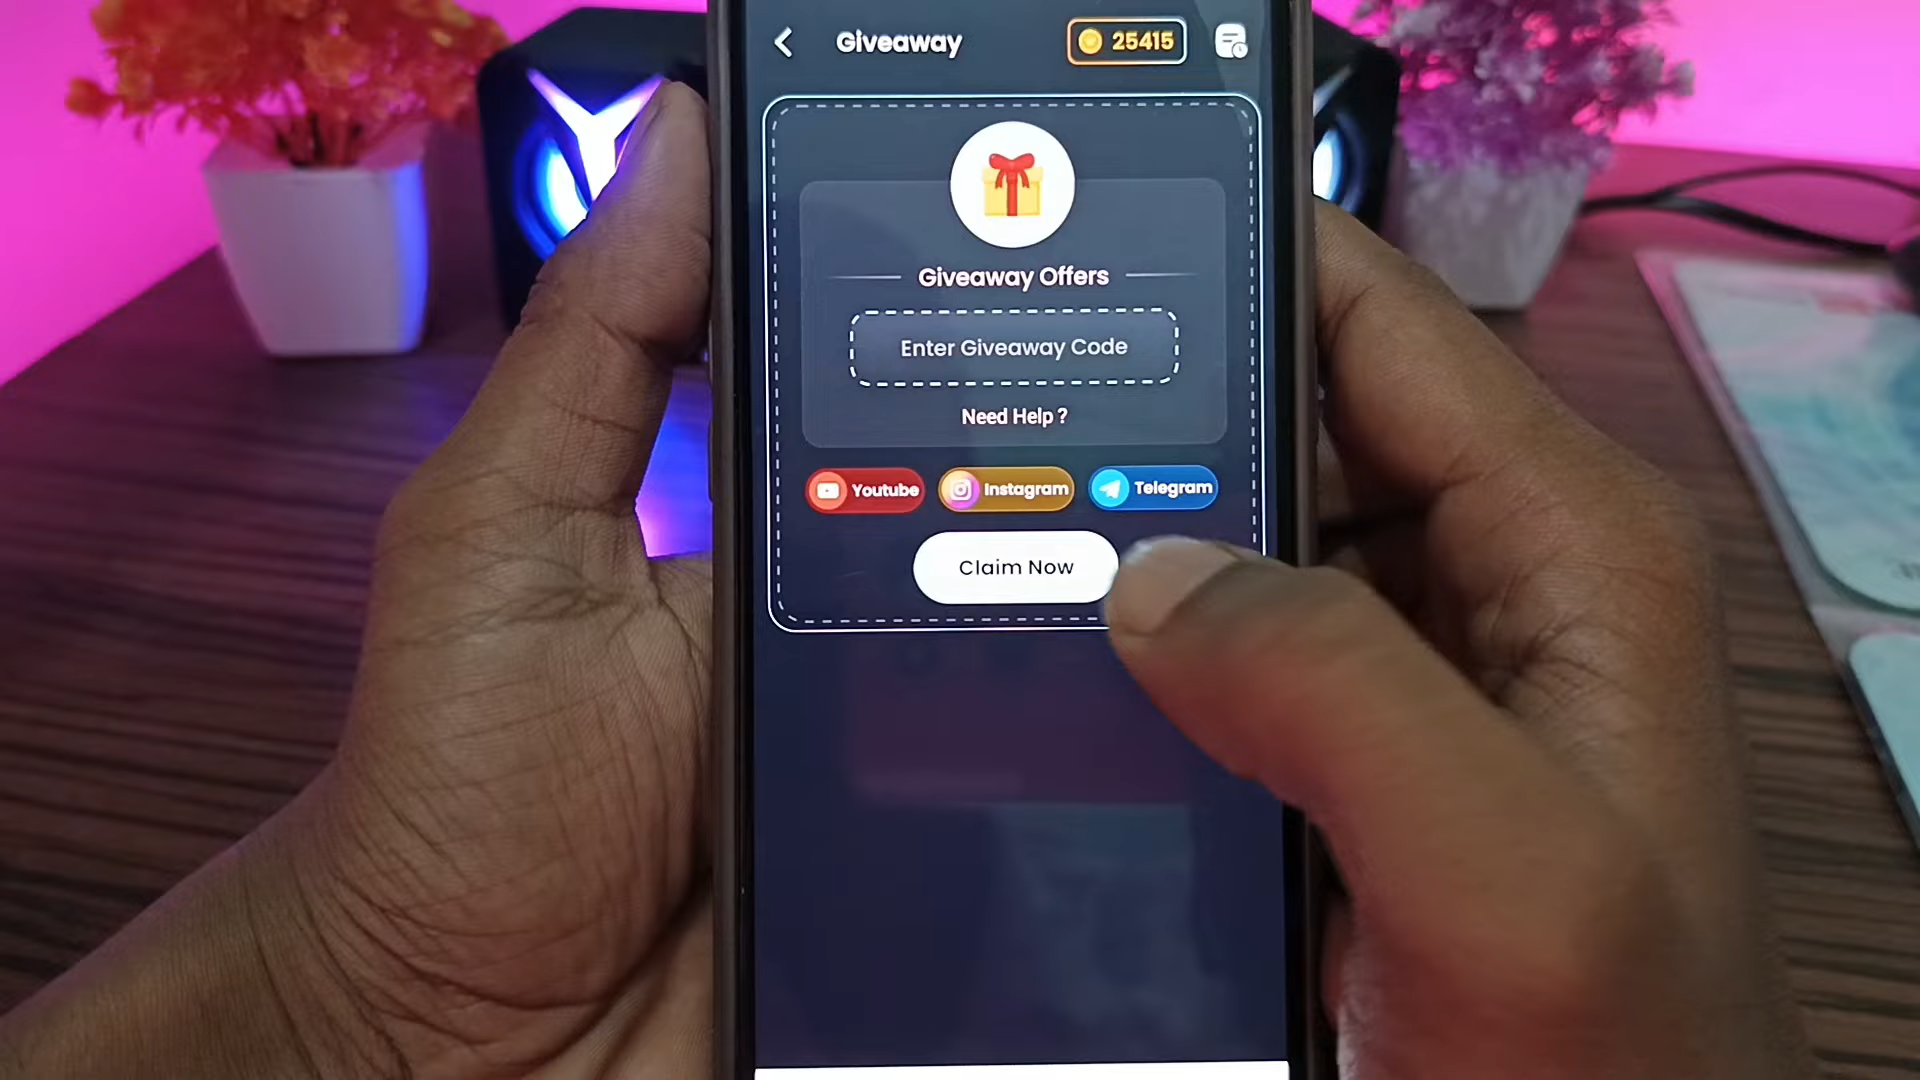 Giveaway
25415
Giveaway Offers
Enter Giveaway Code
Need Help ?
Youtube
Instagram
Telegram
Claim Now